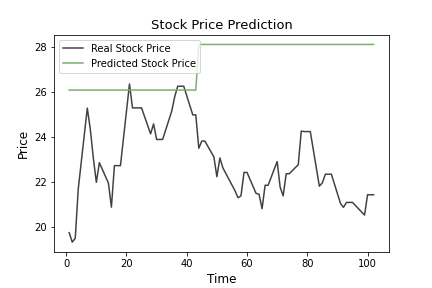 Stock Price Prediction
Real Stock Price
Predicted Stock Price
28
26
24
22
20
Price
0
20
40
60
80
100
Time